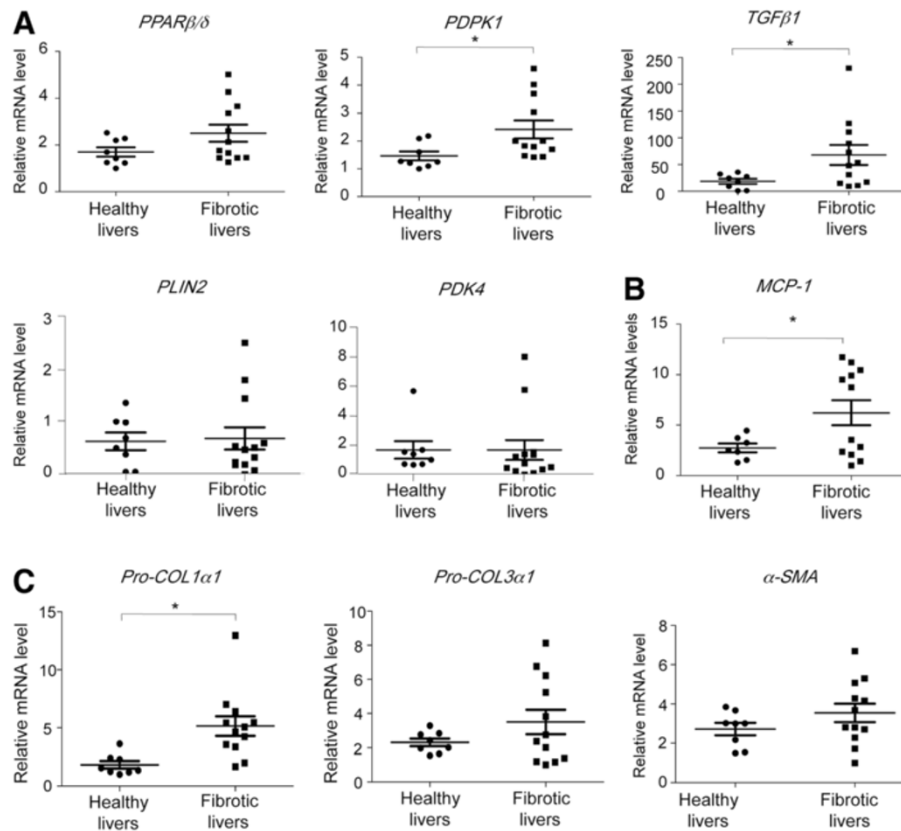 A
PPARβ/δ
Relative mRNA level
6
4
2
0
Healthy livers
Fibrotic livers
PDPK1
*
Relative mRNA level
5
4
3
2
1
0
Healthy livers
Fibrotic livers
TGFβ1
*
Relative mRNA level
250
200
150
100
50
0
Healthy livers
Fibrotic livers
PLIN2
Relative mRNA level
3
2
1
0
Healthy livers
Fibrotic livers
PDK4
Relative mRNA level
10
8
6
4
2
0
Healthy livers
Fibrotic livers
B
MCP-1
*
Relative mRNA levels
15
10
5
0
Healthy livers
Fibrotic livers
C
Pro-COL1α1
*
Relative mRNA level
15
10
5
0
Healthy livers
Fibrotic livers
Pro-COL3α1
Relative mRNA level
10
8
6
4
2
0
Healthy livers
Fibrotic livers
α-SMA
Relative mRNA level
8
6
4
2
0
Healthy livers
Fibrotic livers